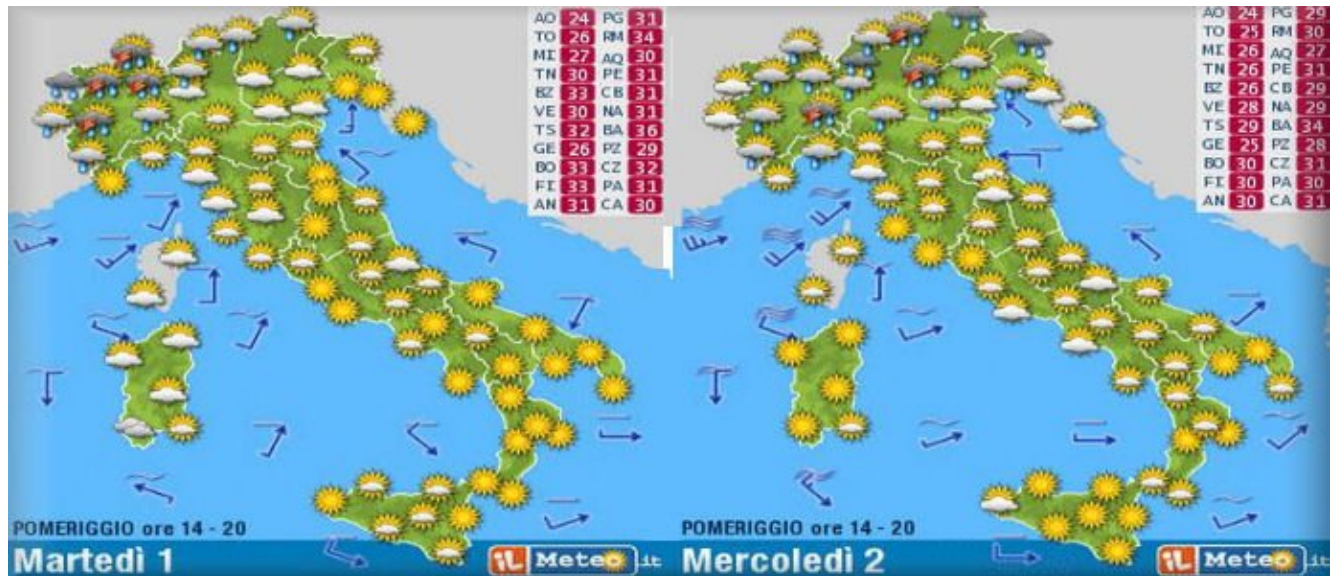 AO 24 PG 31
TO 26 RM 34
MI 27 AQ 30
TN 30 PE 31
BZ 33 CB 31
VE 30 NA 31
TS 32 BA 36
GE 26 PZ 29
BO 33 CZ 32
FI 33 PA 31
AN 31 CA 30
POMERIGGIO ore 14 - 20
Martedì 1
iL Meteo.it
AO 24 PG 29
TO 25 RM 30
MI 26 AQ 27
TN 26 PE 31
BZ 26 CB 29
VE 28 NA 29
TS 29 BA 34
GE 25 PZ 28
BO 30 CZ 31
FI 30 PA 30
AN 30 CA 31
POMERIGGIO ore 14 - 20
Mercoledì 2
iL Meteo.it